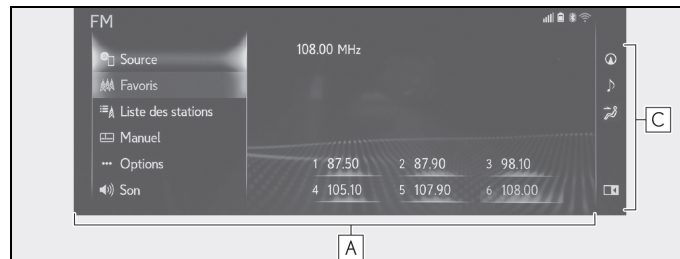 FM
108.00 MHz
Source
Favoris
Liste des stations
Manuel
Options
Son
1 87.50 2 87.90 3 98.10
4 105.10 5 107.90 6 108.00
C
A